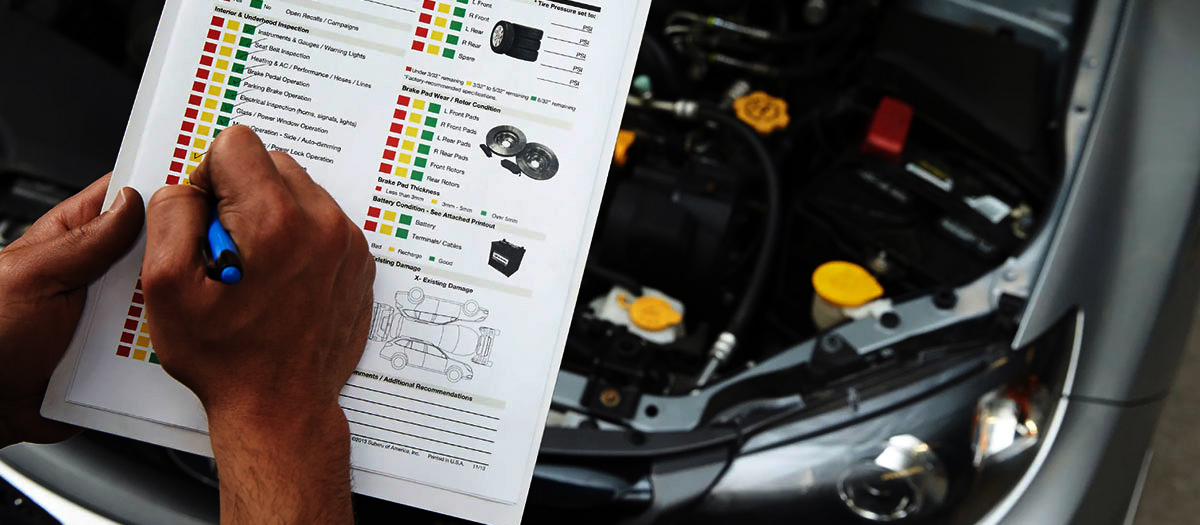 No
Open Recalls / Campaigns
Interior & Underhood Inspection
Instruments & Gauges / Warning Lights
Seat Belt Inspection
Heating & AC / Performance / Hoses / Lines
Brake Pedal Operation
Parking Brake Operation
Electrical Inspection (horns, signals, lights)
Glass / Power Window Operation
Operation - Side / Auto-dimming
/ Power Lock Operation
* Tire Pressure set to:
L Front
R Front
L Rear
R Rear
Spare
PSI
PSI
PSI
PSI
PSI
Under 3/32" remaining 3/32" to 5/32" remaining 6/32" remaining
*Factory-recommended specifications.
Brake Pad Wear / Rotor Condition
L Front Pads
R Front Pads
L Rear Pads
R Rear Pads
Front Rotors
Rear Rotors
Brake Pad Thickness
Less than 3mm 3mm - 5mm Over 5mm
Battery Condition - See Attached Printout
Battery
Terminals / Cables
Bad Recharge Good
Existing Damage
X- Existing Damage
mments / Additional Recommendations
©2013 Subaru of America, Inc. Printed in U.S.A. 11/13